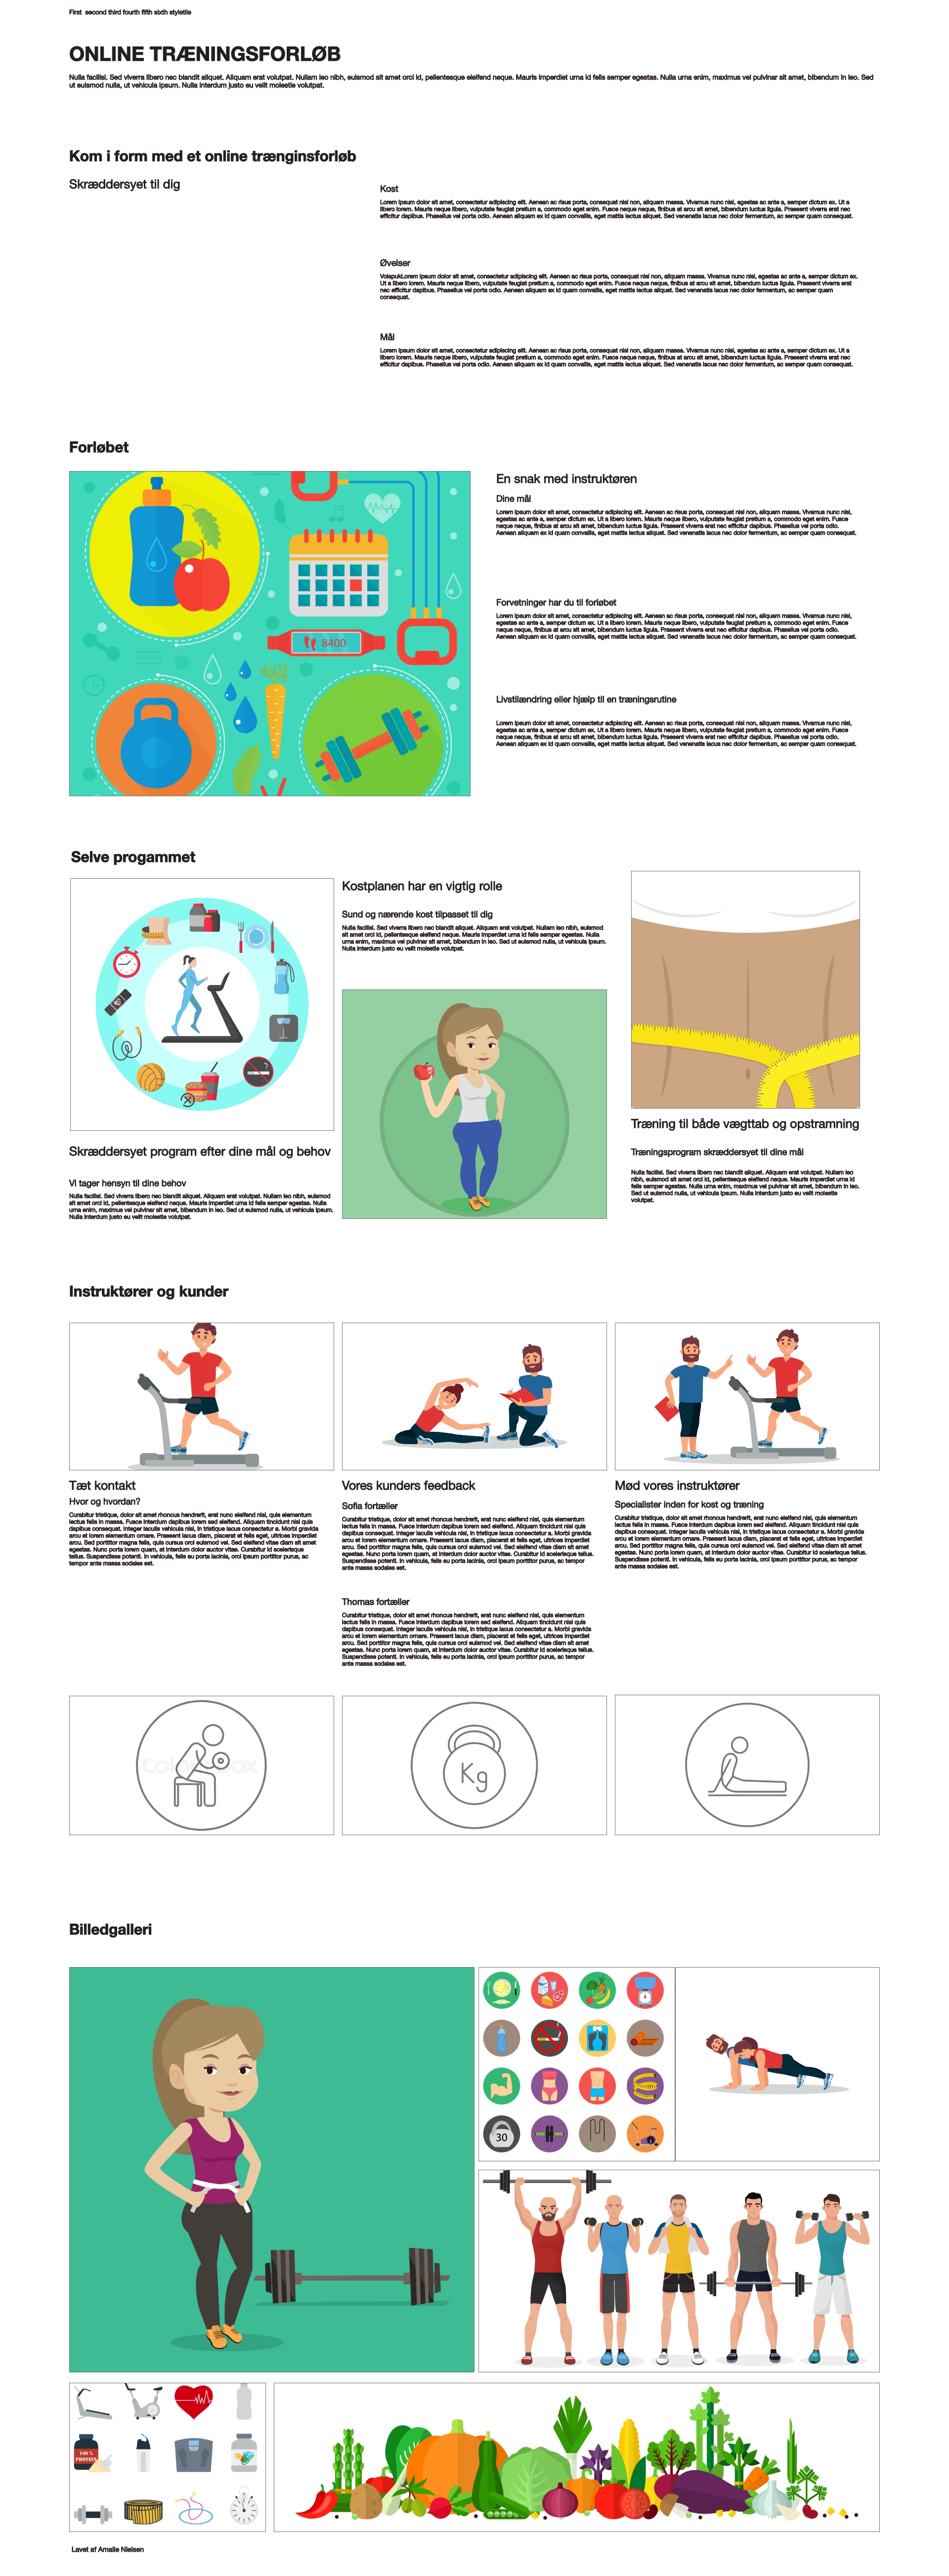 First second third fourth fifth sixth styletile
ONLINE TRÆNINGSFORLØB
Nulla facilisi. Sed viverra libero nec blandit aliquet. Aliquam erat volutpat. Nullam leo nibh, euismod sit amet orci id, pellentesque eleifend neque. Mauris imperdiet urna id felis semper egestas. Nulla urna enim, maximus vel pulvinar sit amet, bibendum in leo. Sed
ut euismod nulla, ut vehicula ipsum. Nulla interdum justo eu velit molestie volutpat.
Kom i form med et online trænginsforløb
Skræddersyet til dig
Kost
Lorem ipsum dolor sit amet, consectetur adipiscing elit. Aenean ac risus porta, consequat nisl non, aliquam massa. Vivamus nunc nisl, egestas ac ante a, semper dictum ex. Ut a
libero lorem. Mauris neque libero, vulputate feugiat pretium a, commodo eget enim. Fusce neque neque, finibus at arcu sit amet, bibendum luctus ligula. Praesent viverra erat nec
efficitur dapibus. Phasellus vel porta odio. Aenean aliquam ex id quam convallis, eget mattis lectus aliquet. Sed venenatis lacus nec dolor fermentum, ac semper quam consequat.
Øvelser
VolapukLorem ipsum dolor sit amet, consectetur adipiscing elit. Aenean ac risus porta, consequat nisl non, aliquam massa. Vivamus nunc nisl, egestas ac ante a, semper dictum ex.
Ut a libero lorem. Mauris neque libero, vulputate feugiat pretium a, commodo eget enim. Fusce neque neque, finibus at arcu sit amet, bibendum luctus ligula. Praesent viverra erat
nec efficitur dapibus. Phasellus vel porta odio. Aenean aliquam ex id quam convallis, eget mattis lectus aliquet. Sed venenatis lacus nec dolor fermentum, ac semper quam
consequat.
Mål
Lorem ipsum dolor sit amet, consectetur adipiscing elit. Aenean ac risus porta, consequat nisl non, aliquam massa. Vivamus nunc nisl, egestas ac ante a, semper dictum ex. Ut a
libero lorem. Mauris neque libero, vulputate feugiat pretium a, commodo eget enim. Fusce neque neque, finibus at arcu sit amet, bibendum luctus ligula. Praesent viverra erat nec
efficitur dapibus. Phasellus vel porta odio. Aenean aliquam ex id quam convallis, eget mattis lectus aliquet. Sed venenatis lacus nec dolor fermentum, ac semper quam consequat.
Forløbet
8400
En snak med instruktøren
Dine mål
Lorem ipsum dolor sit amet, consectetur adipiscing elit. Aenean ac risus porta, consequat nisl non, aliquam massa. Vivamus nunc nisl,
egestas ac ante a, semper dictum ex. Ut a libero lorem. Mauris neque libero, vulputate feugiat pretium a, commodo eget enim. Fusce
neque neque, finibus at arcu sit amet, bibendum luctus ligula. Praesent viverra erat nec efficitur dapibus. Phasellus vel porta odio.
Aenean aliquam ex id quam convallis, eget mattis lectus aliquet. Sed venenatis lacus nec dolor fermentum, ac semper quam consequat.
Forvetninger har du til forløbet
Lorem ipsum dolor sit amet, consectetur adipiscing elit. Aenean ac risus porta, consequat nisl non, aliquam massa. Vivamus nunc nisl,
egestas ac ante a, semper dictum ex. Ut a libero lorem. Mauris neque libero, vulputate feugiat pretium a, commodo eget enim. Fusce
neque neque, finibus at arcu sit amet, bibendum luctus ligula. Praesent viverra erat nec efficitur dapibus. Phasellus vel porta odio.
Aenean aliquam ex id quam convallis, eget mattis lectus aliquet. Sed venenatis lacus nec dolor fermentum, ac semper quam consequat.
Livstilændring eller hjælp til en træningsrutine
Lorem ipsum dolor sit amet, consectetur adipiscing elit. Aenean ac risus porta, consequat nisl non, aliquam massa. Vivamus nunc nisl,
egestas ac ante a, semper dictum ex. Ut a libero lorem. Mauris neque libero, vulputate feugiat pretium a, commodo eget enim. Fusce
neque neque, finibus at arcu sit amet, bibendum luctus ligula. Praesent viverra erat nec efficitur dapibus. Phasellus vel porta odio.
Aenean aliquam ex id quam convallis, eget mattis lectus aliquet. Sed venenatis lacus nec dolor fermentum, ac semper quam consequat.
Selve progammet
Skræddersyet program efter dine mål og behov
Vi tager hensyn til dine behov
Nulla facilisi. Sed viverra libero nec blandit aliquet. Aliquam erat volutpat. Nullam leo nibh, euismod
sit amet orci id, pellentesque eleifend neque. Mauris imperdiet urna id felis semper egestas. Nulla
urna enim, maximus vel pulvinar sit amet, bibendum in leo. Sed ut euismod nulla, ut vehicula ipsum.
Nulla interdum justo eu velit molestie volutpat.
Kostplanen har en vigtig rolle
Sund og nærende kost tilpasset til dig
Nulla facilisi. Sed viverra libero nec blandit aliquet. Aliquam erat volutpat. Nullam leo nibh, euismod
sit amet orci id, pellentesque eleifend neque. Mauris imperdiet urna id felis semper egestas. Nulla
urna enim, maximus vel pulvinar sit amet, bibendum in leo. Sed ut euismod nulla, ut vehicula ipsum.
Nulla interdum justo eu velit molestie volutpat.
Træning til både vægttab og opstramning
Træningsprogram skræddersyet til dine mål
Nulla facilisi. Sed viverra libero nec blandit aliquet. Aliquam erat volutpat. Nullam leo
nibh, euismod sit amet orci id, pellentesque eleifend neque. Mauris imperdiet urna id
felis semper egestas. Nulla urna enim, maximus vel pulvinar sit amet, bibendum in leo.
Sed ut euismod nulla, ut vehicula ipsum. Nulla interdum justo eu velit molestie
volutpat.
Instruktører og kunder
Tæt kontakt
Hvor og hvordan?
Curabitur tristique, dolor sit amet rhoncus hendrerit, erat nunc eleifend nisl, quis elementum
lectus felis in massa. Fusce interdum dapibus lorem sed eleifend. Aliquam tincidunt nisl quis
dapibus consequat. Integer iaculis vehicula nisl, in tristique lacus consectetur a. Morbi gravida
arcu et lorem elementum ornare. Praesent lacus diam, placerat et felis eget, ultrices imperdiet
arcu. Sed porttitor magna felis, quis cursus orci euismod vel. Sed eleifend vitae diam sit amet
egestas. Nunc porta lorem quam, at interdum dolor auctor vitae. Curabitur id scelerisque
tellus. Suspendisse potenti. In vehicula, felis eu porta lacinia, orci ipsum porttitor purus, ac
tempor ante massa sodales est.
Vores kunders feedback
Sofia fortæller
Curabitur tristique, dolor sit amet rhoncus hendrerit, erat nunc eleifend nisl, quis elementum
lectus felis in massa. Fusce interdum dapibus lorem sed eleifend. Aliquam tincidunt nisl quis
dapibus consequat. Integer iaculis vehicula nisl, in tristique lacus consectetur a. Morbi gravida
arcu et lorem elementum ornare. Praesent lacus diam, placerat et felis eget, ultrices imperdiet
arcu. Sed porttitor magna felis, quis cursus orci euismod vel. Sed eleifend vitae diam sit amet
egestas. Nunc porta lorem quam, at interdum dolor auctor vitae. Curabitur id scelerisque tellus.
Suspendisse potenti. In vehicula, felis eu porta lacinia, orci ipsum porttitor purus, ac tempor
ante massa sodales est.
Thomas fortæller
Curabitur tristique, dolor sit amet rhoncus hendrerit, erat nunc eleifend nisl, quis elementum
lectus felis in massa. Fusce interdum dapibus lorem sed eleifend. Aliquam tincidunt nisl quis
dapibus consequat. Integer iaculis vehicula nisl, in tristique lacus consectetur a. Morbi gravida
arcu et lorem elementum ornare. Praesent lacus diam, placerat et felis eget, ultrices imperdiet
arcu. Sed porttitor magna felis, quis cursus orci euismod vel. Sed eleifend vitae diam sit amet
egestas. Nunc porta lorem quam, at interdum dolor auctor vitae. Curabitur id scelerisque
tellus. Suspendisse potenti. In vehicula, felis eu porta lacinia, orci ipsum porttitor purus, ac tempor
ante massa sodales est.
Mød vores instruktører
Specialister inden for kost og træning
Curabitur tristique, dolor sit amet rhoncus hendrerit, erat nunc eleifend nisl, quis elementum
lectus felis in massa. Fusce interdum dapibus lorem sed eleifend. Aliquam tincidunt nisl quis
dapibus consequat. Integer iaculis vehicula nisl, in tristique lacus consectetur a. Morbi gravida
arcu et lorem elementum ornare. Praesent lacus diam, placerat et felis eget, ultrices imperdiet
arcu. Sed porttitor magna felis, quis cursus orci euismod vel. Sed eleifend vitae diam sit amet
egestas. Nunc porta lorem quam, at interdum dolor auctor vitae. Curabitur id scelerisque tellus.
Suspendisse potenti. In vehicula, felis eu porta lacinia, orci ipsum porttitor purus, ac tempor
ante massa sodales est.
Kg
Billedgalleri
30
100 %
PROTEIN
Lavet af Amalie Nielsen